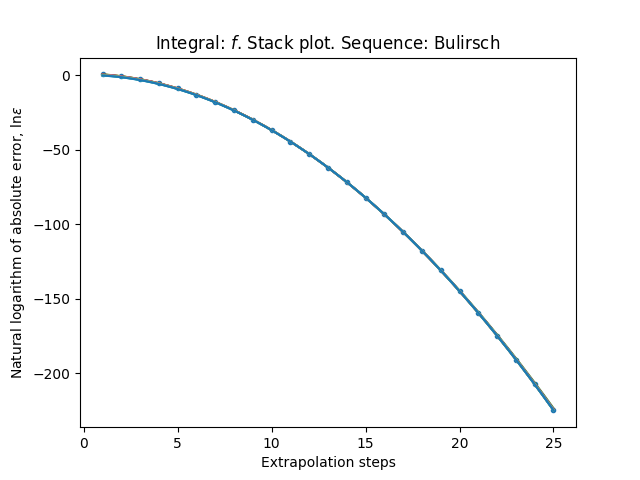 Integral: f. Stack plot. Sequence: Bulirsch
Natural logarithm of absolute error, lnε
0
−50
−100
−150
−200
0 5 10 15 20 25
Extrapolation steps